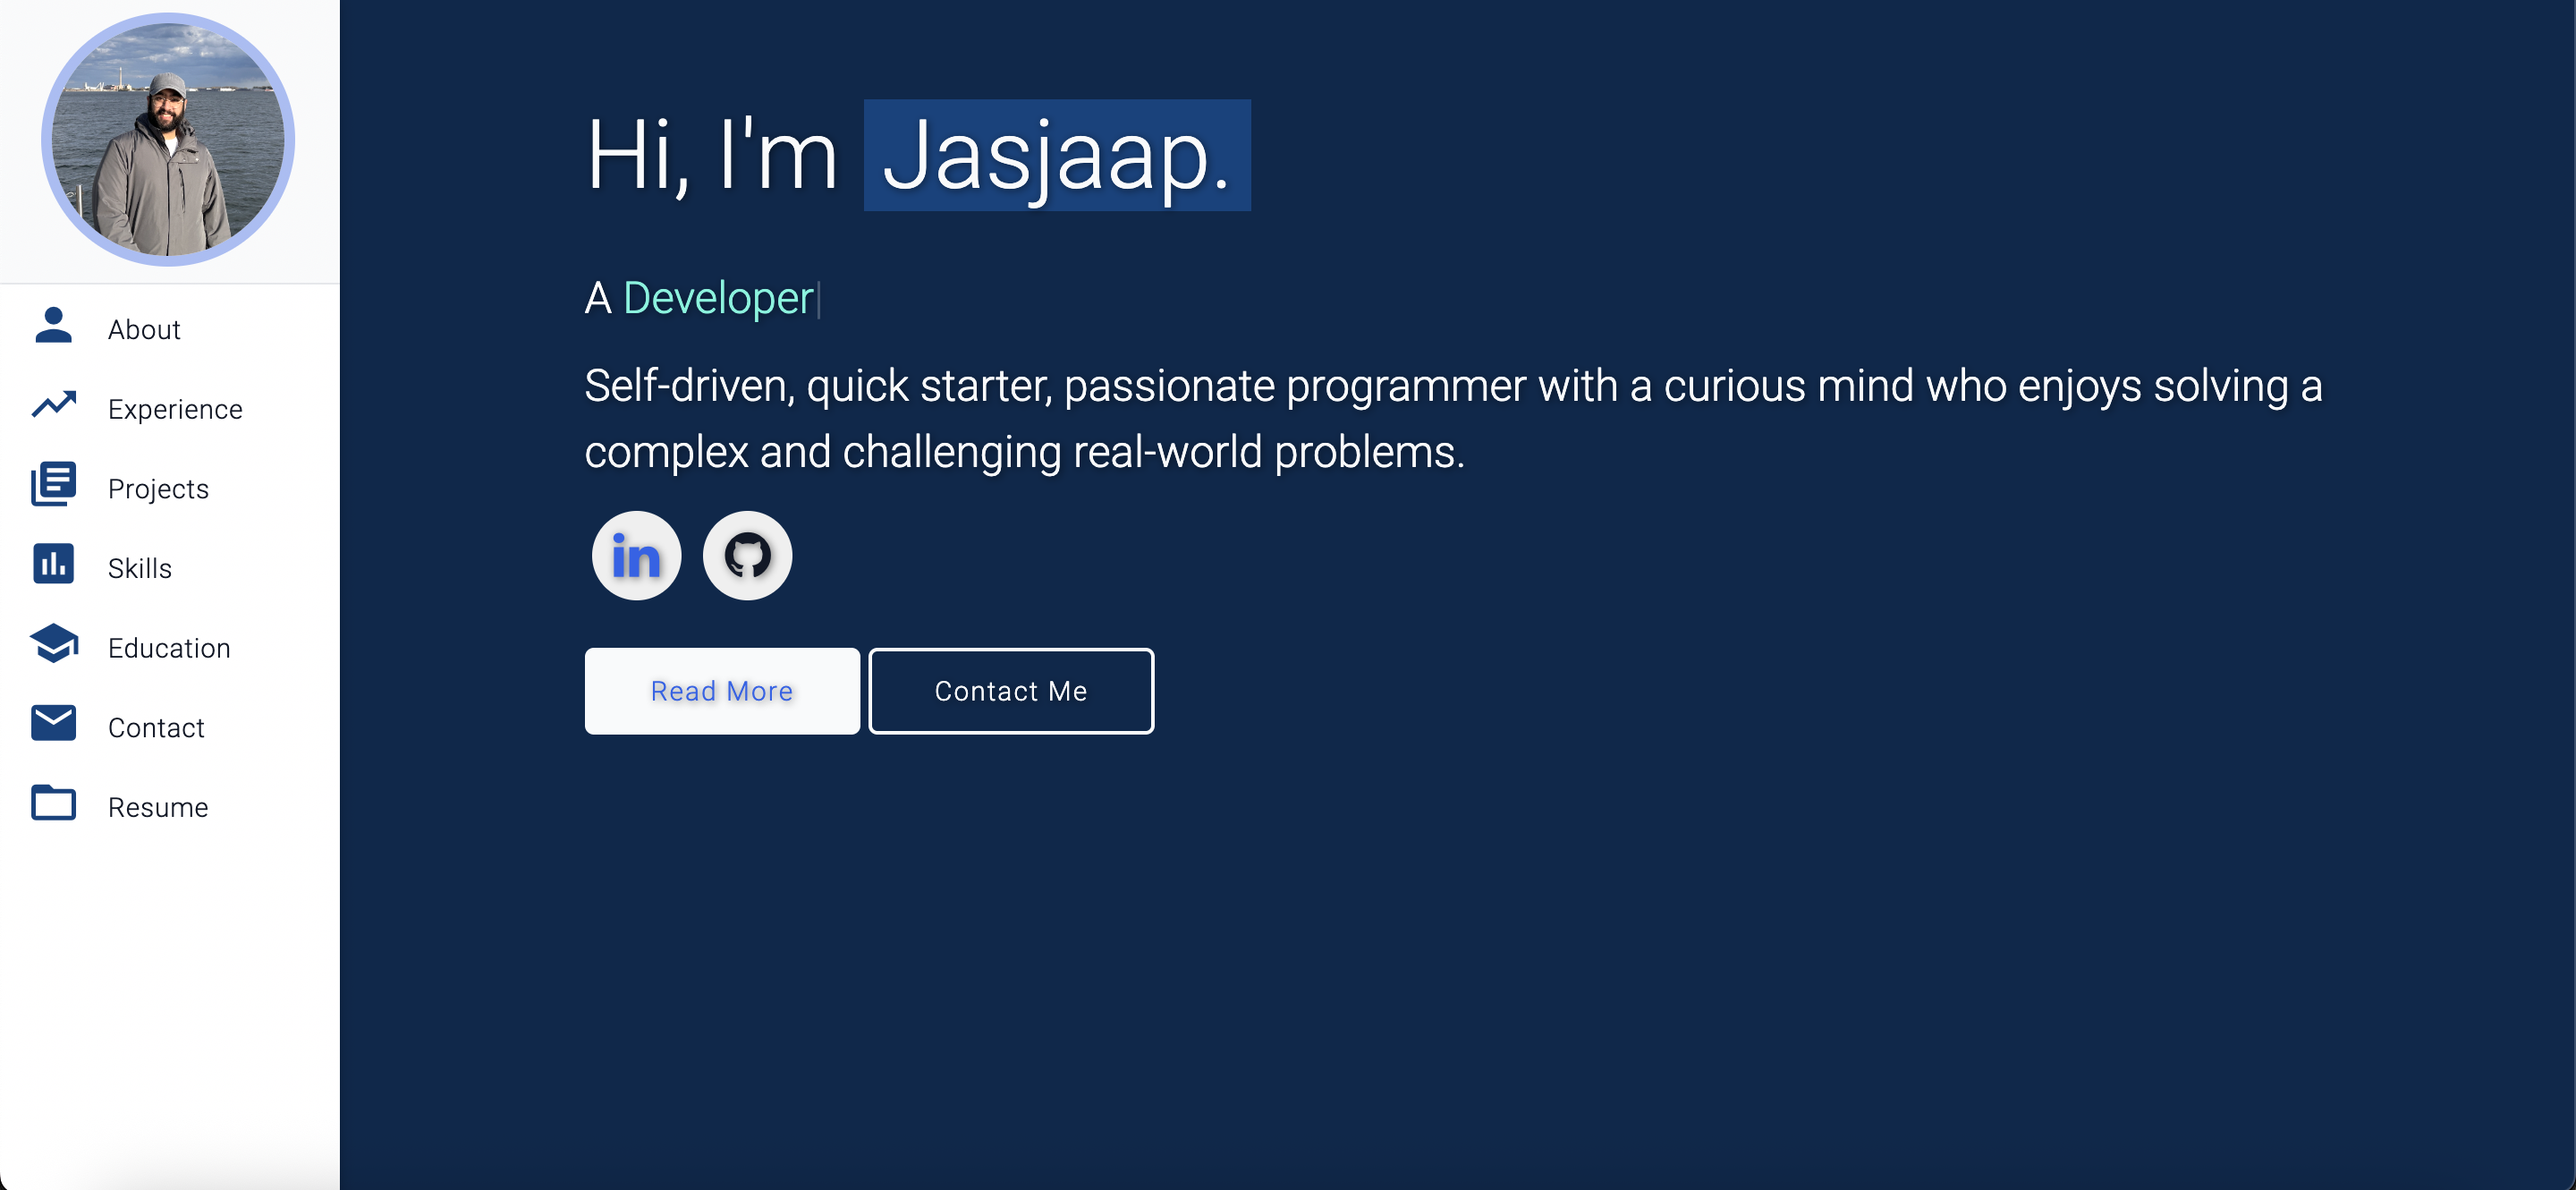 About
Experience
Projects
Skills
Education
Contact
Resume
Hi, I'm Jasjaap.
A Developer
Self-driven, quick starter, passionate programmer with a curious mind who enjoys solving a
complex and challenging real-world problems.
in
Read More
Contact Me